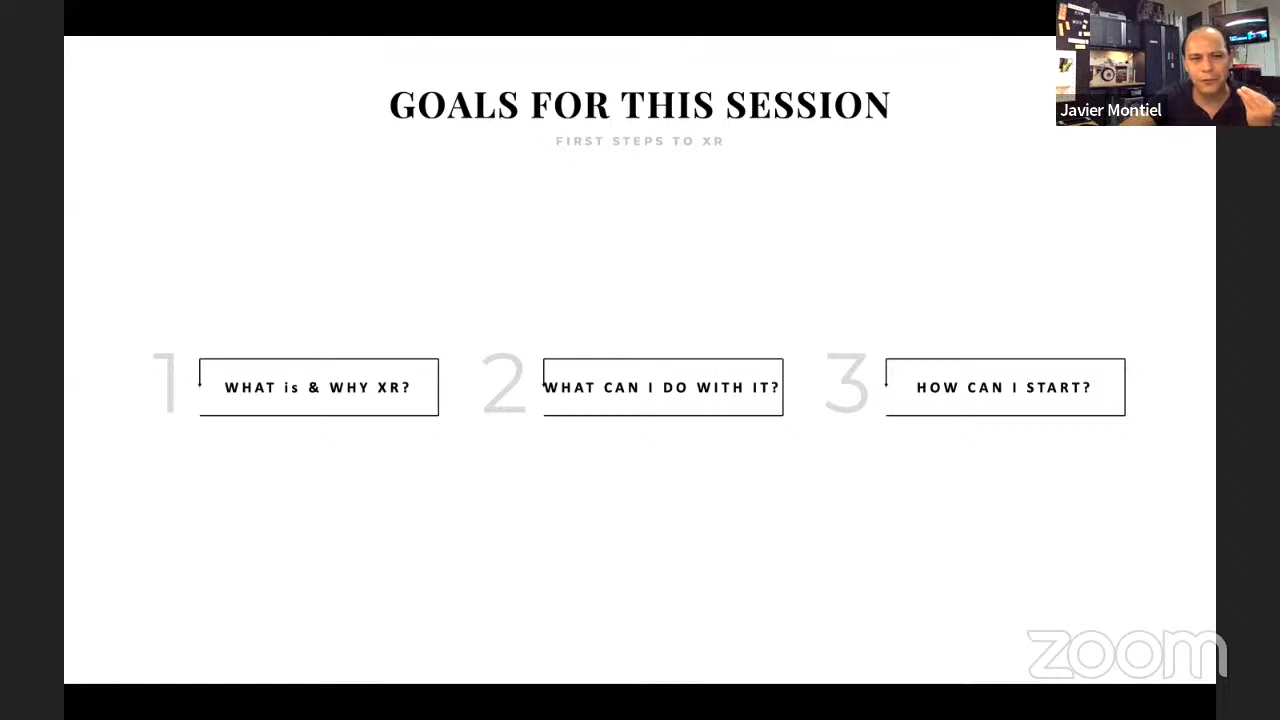 GOALS FOR THIS SESSION
FIRST STEPS TO XR
Javier Montiel
1 WHAT is & WHY XR?
2 WHAT CAN I DO WITH IT?
3 HOW CAN I START?
zoom